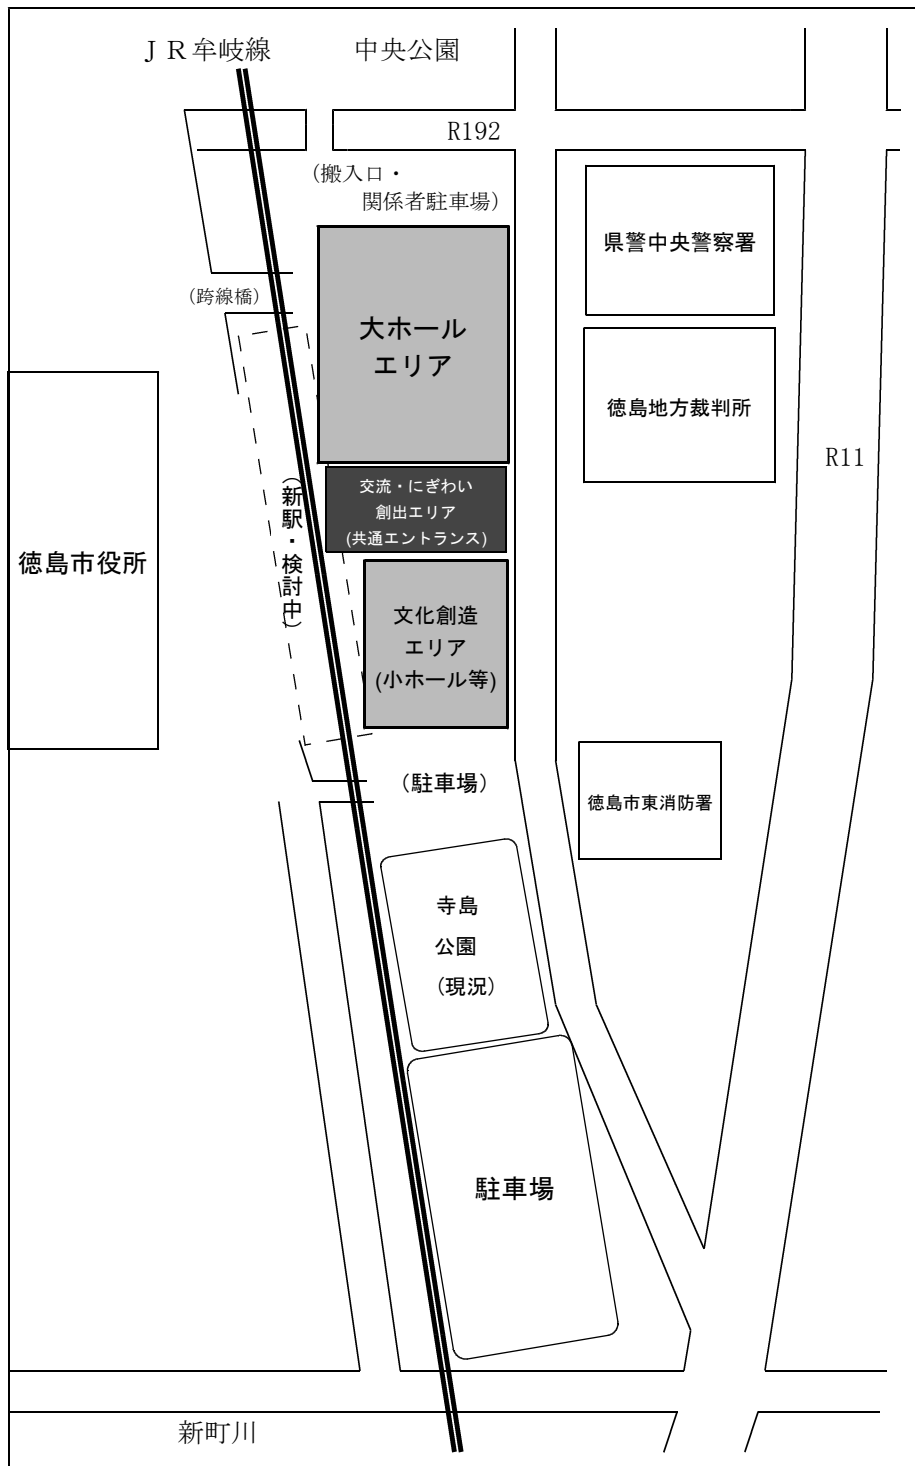 ＪＲ牟岐線
中央公園
R192
（搬入口・
関係者駐車場）
県警中央警察署
（跨線橋）
大ホール
エリア
徳島地方裁判所
R11
交流・にぎわい
創出エリア
(共通エントランス)
（新駅・検討中）
徳島市役所
文化創造
エリア
(小ホール等)
（駐車場）
徳島市東消防署
寺島
公園
（現況）
駐車場
新町川